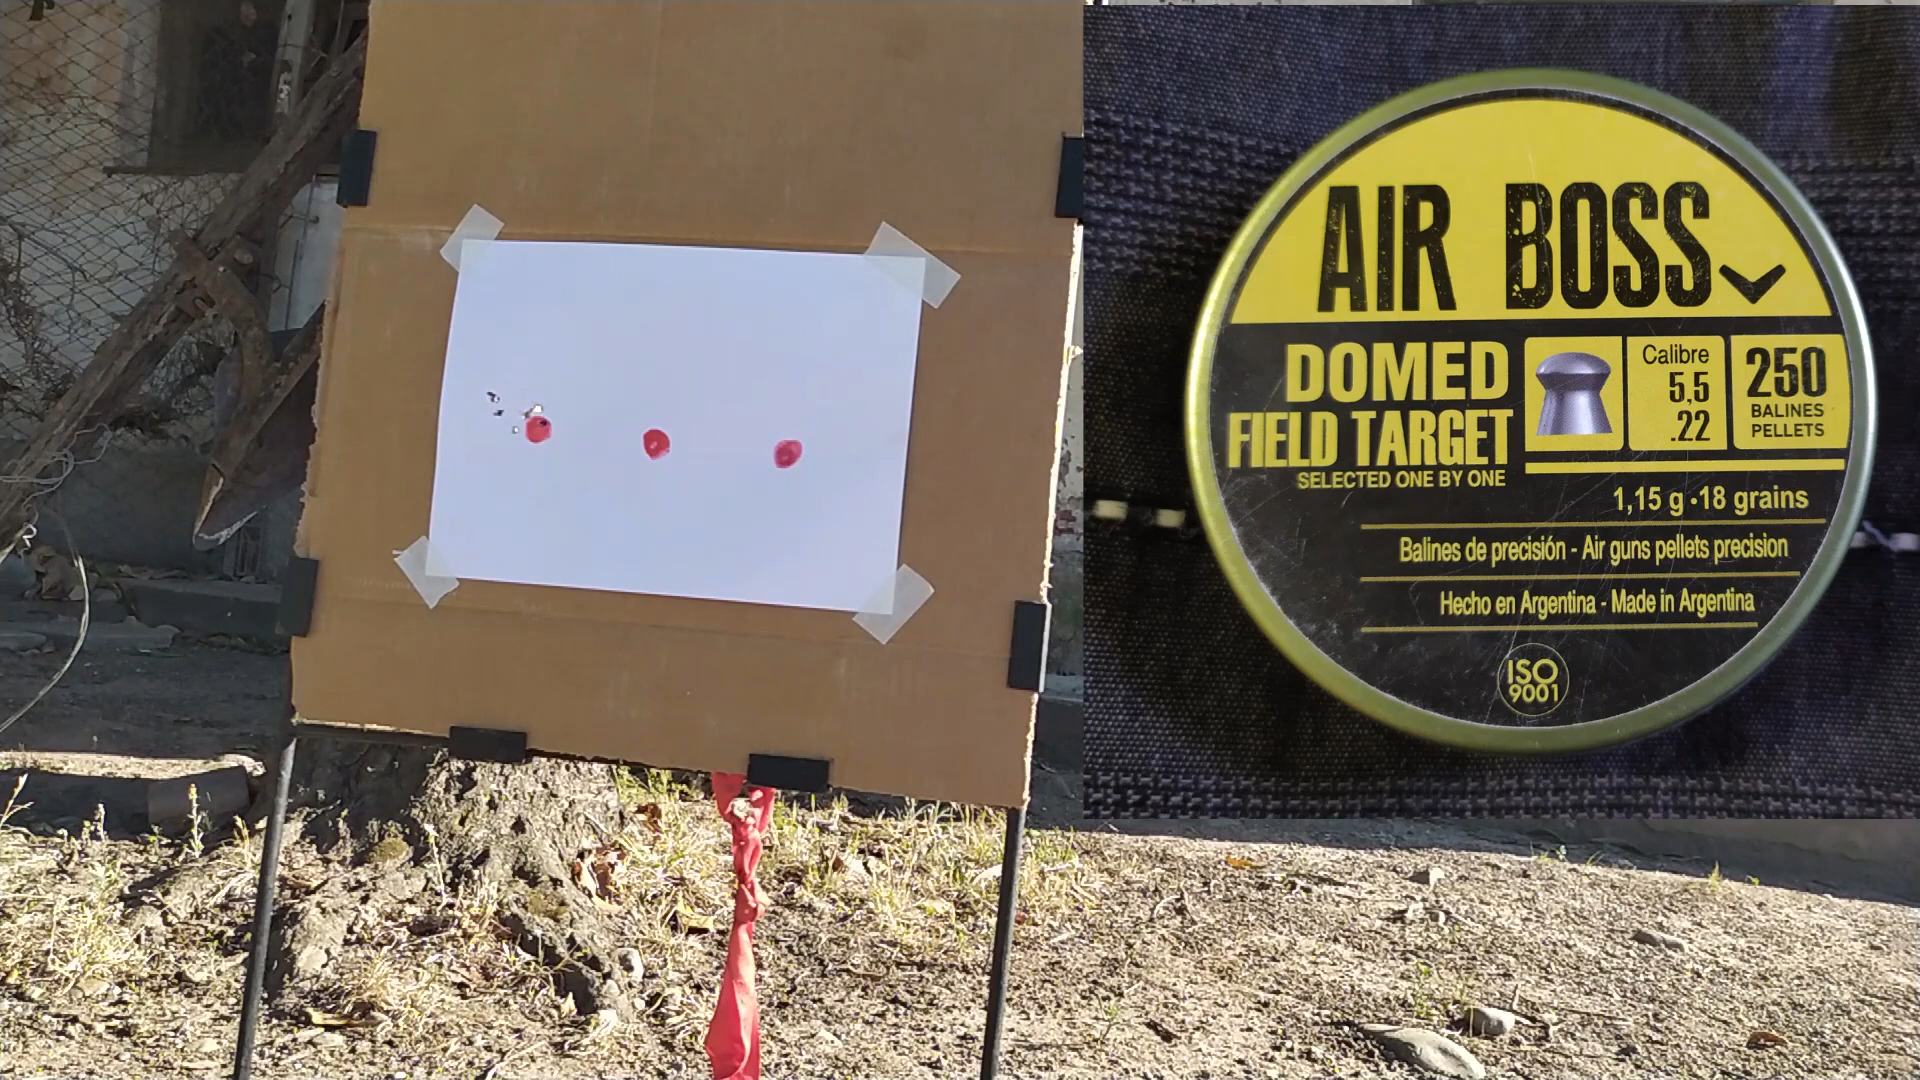 AIR BOSS
DOMED
FIELD TARGET
SELECTED ONE BY ONE
Calibre
5,5
.22
250
BALINES
PELLETS
1,15 g · 18 grains
Balines de precisión - Air guns pellets precision
Hecho en Argentina - Made in Argentina
ISO
9001